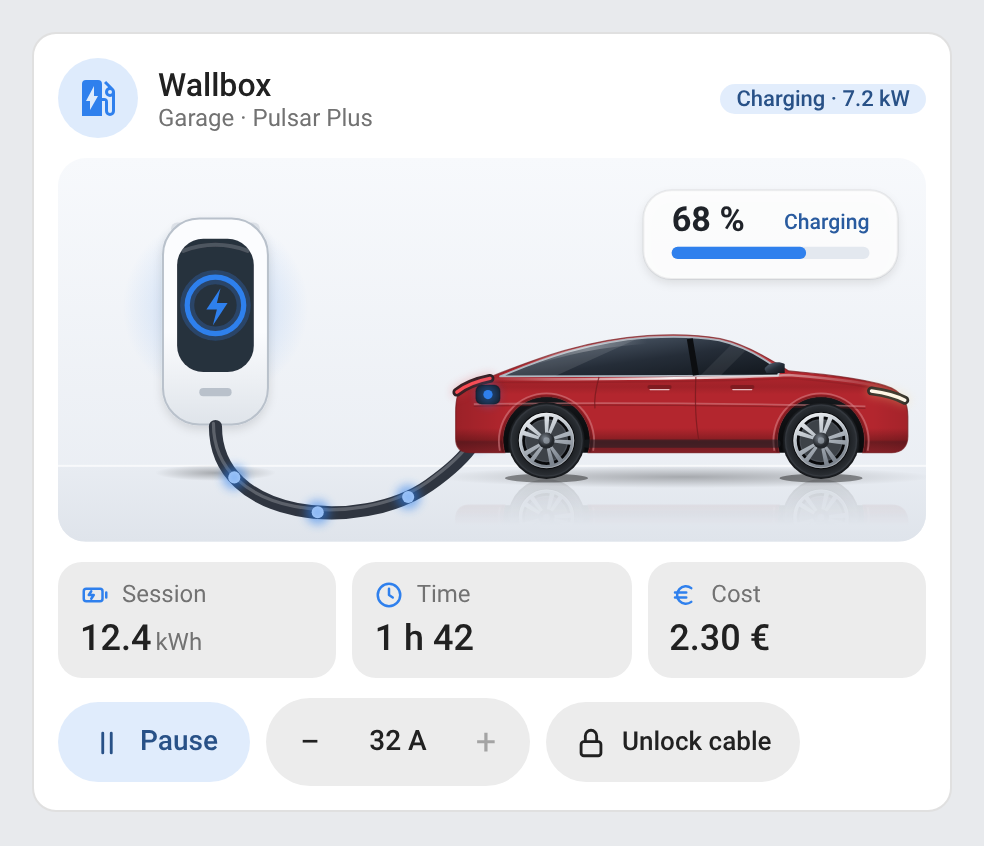 Wallbox
Garage · Pulsar Plus
Charging · 7.2 kW
68 %
Charging
Session
12.4 kWh
Time
1 h 42
Cost
2.30 €
Pause
− 32 A +
Unlock cable